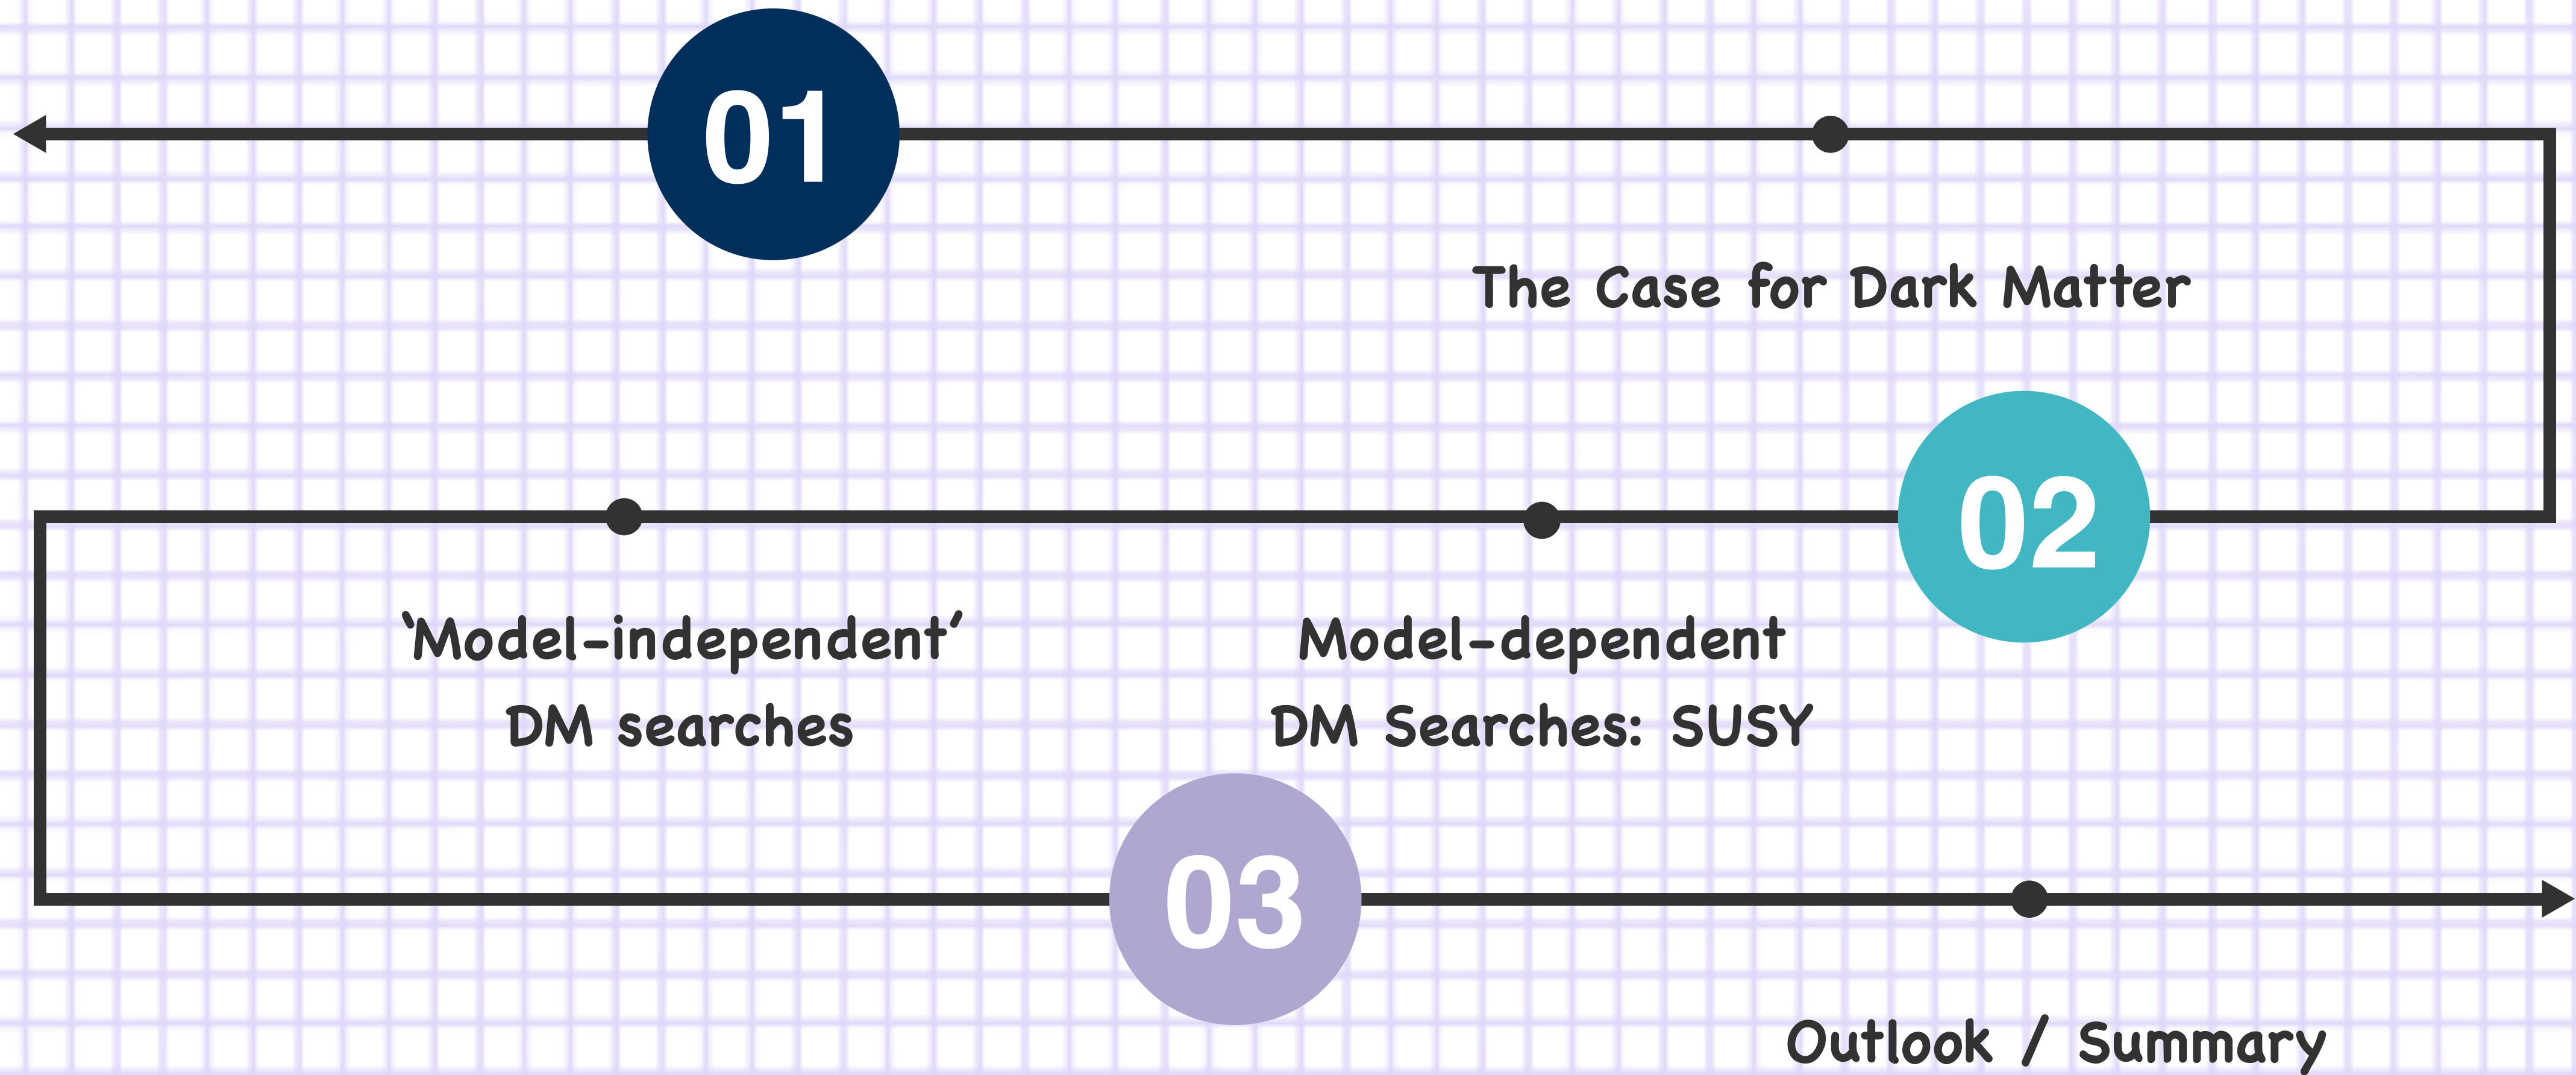 01
The Case for Dark Matter
02
Model-dependent
DM Searches: SUSY
‘Model-independent’
DM searches
03
Outlook / Summary